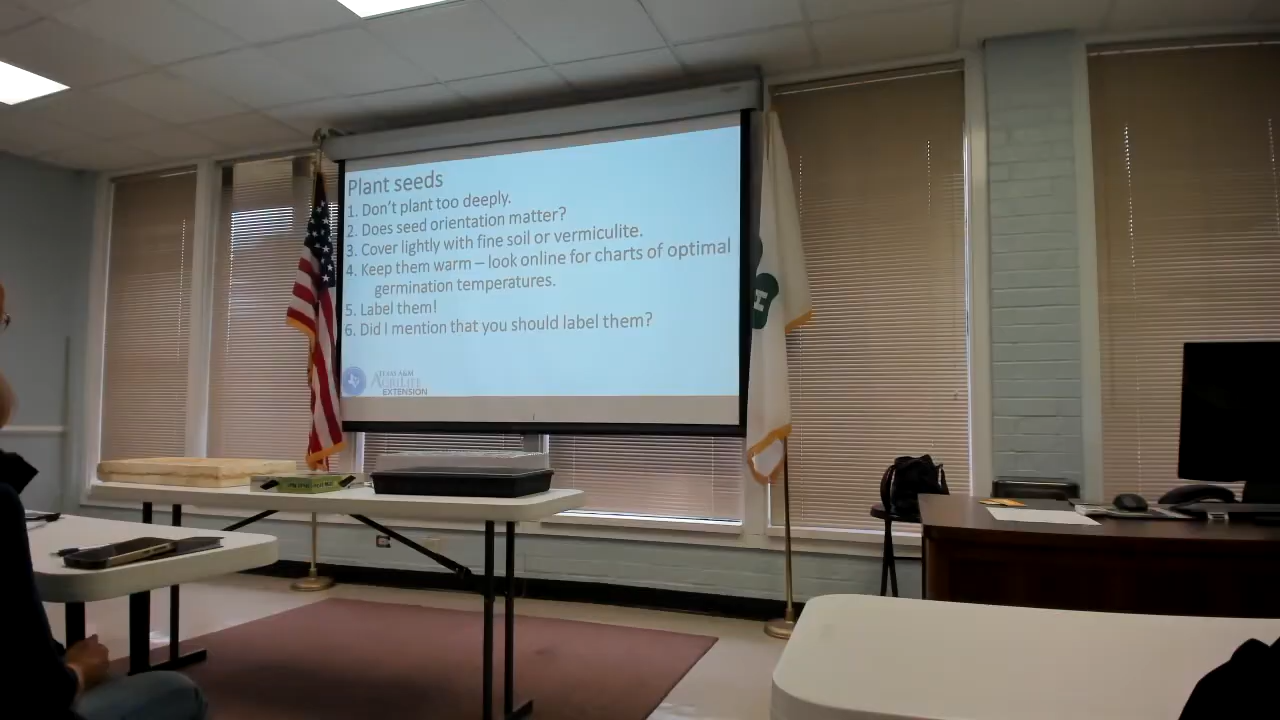 Plant seeds
1. Don't plant too deeply.
2. Does seed orientation matter?
3. Cover lightly with fine soil or vermiculite.
4. Keep them warm – look online for charts of optimal
germination temperatures.
5. Label them!
6. Did I mention that you should label them?
TEXAS A&M
AGRILIFE
EXTENSION
H